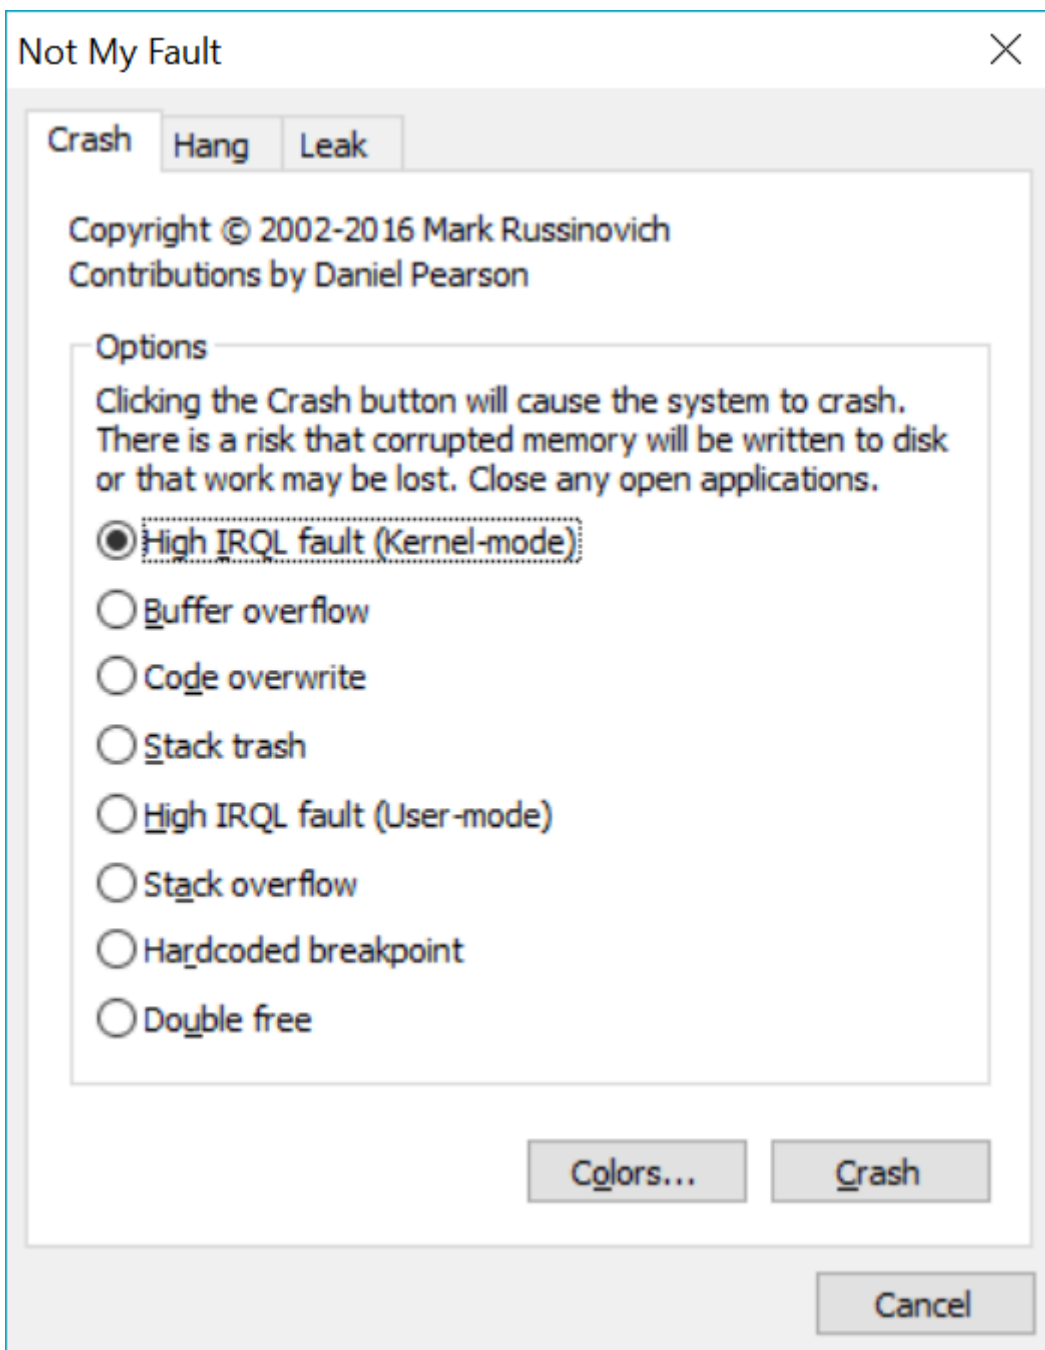 Not My Fault
Crash Hang Leak
Copyright © 2002-2016 Mark Russinovich
Contributions by Daniel Pearson
Options
Clicking the Crash button will cause the system to crash.
There is a risk that corrupted memory will be written to disk
or that work may be lost. Close any open applications.
High IRQL fault (Kernel-mode)
Buffer overflow
Code overwrite
Stack trash
High IRQL fault (User-mode)
Stack overflow
Hardcoded breakpoint
Double free
Colors... Crash
Cancel